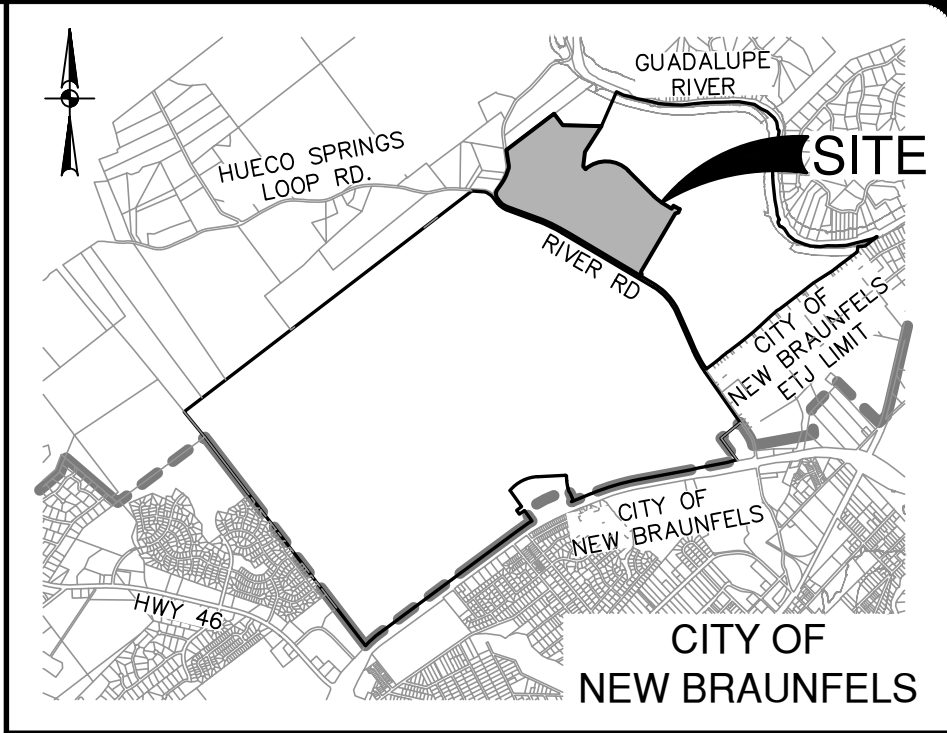 GUADALUPE
RIVER
HUECO SPRINGS
LOOP RD.
SITE
RIVER RD
CITY OF
NEW BRAUNFELS
ETJ LIMIT
CITY OF
NEW BRAUNFELS
HWY 46
CITY OF
NEW BRAUNFELS